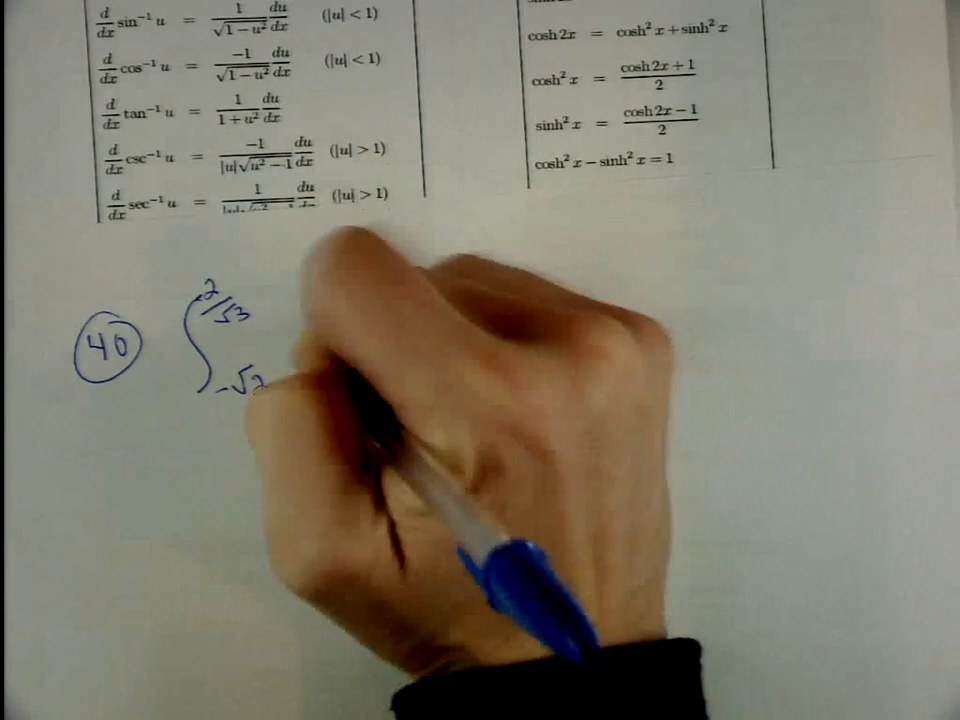 d/dx sin⁻¹ u = 1/√(1−u²) du/dx (|u| < 1)
d/dx cos⁻¹ u = −1/√(1−u²) du/dx (|u| < 1)
d/dx tan⁻¹ u = 1/(1+u²) du/dx
d/dx csc⁻¹ u = −1/(|u|√(u²−1)) du/dx (|u| > 1)
d/dx sec⁻¹ u = 1/ du/dx (|u| > 1)
cosh 2x = cosh² x + sinh² x
cosh² x = (cosh 2x + 1)/2
sinh² x = (cosh 2x − 1)/2
cosh² x − sinh² x = 1
40 ∫ 2/√3
−√2